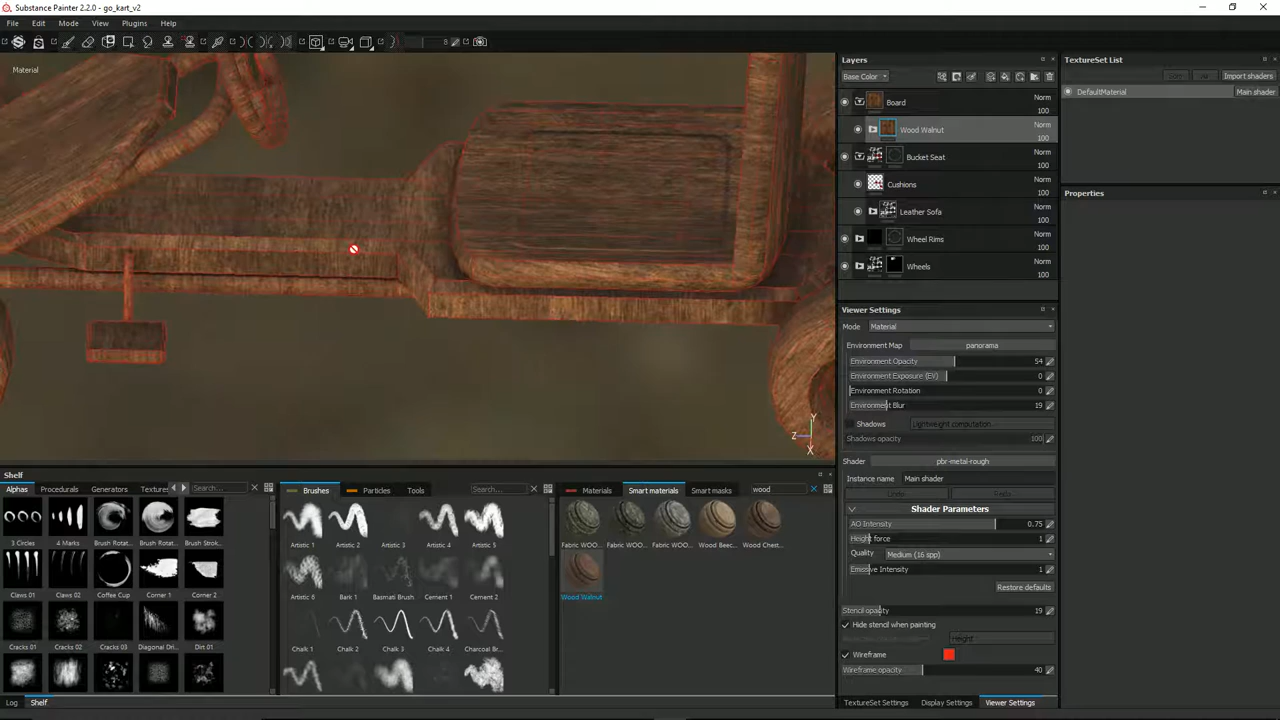 Substance Painter 2.2.0 - go_kart_v2
File Edit Mode View Plugins Help
8
Material
Z Y X
Layers
Base Color
Board Norm 100
Wood Walnut Norm 100
Bucket Seat Norm 100
Cushions Norm 100
Leather Sofa Norm 100
Wheel Rims Norm 100
Wheels Norm 100
TextureSet List
Import shaders
DefaultMaterial Main shader
Properties
Viewer Settings
Mode Material
Environment Map panorama
Environment Opacity 54
Environment Exposure (EV) 0
Environment Rotation 0
Environment Blur 19
Shadows Lightweight computation
Shadows opacity 100
Shader pbr-metal-rough
Instance name Main shader
Undo Redo
Shader Parameters
AO Intensity 0.75
Height force 1
Quality Medium (16 spp)
Emissive Intensity 1
Restore defaults
Stencil opacity 19
Hide stencil when painting
Height
Wireframe
Wireframe opacity 40
TextureSet Settings Display Settings Viewer Settings
Shelf
Alphas Procedurals Generators Textures Search...
3 Circles 4 Marks Brush Rotat... Brush Rotat... Brush Strok...
Claws 01 Claws 02 Coffee Cup Corner 1 Corner 2
Cracks 01 Cracks 02 Cracks 03 Diagonal Dri... Dirt 01
Brushes Particles Tools Search...
Artistic 1 Artistic 2 Artistic 3 Artistic 4 Artistic 5
Artistic 6 Bark 1 Basmati Brush Cement 1 Cement 2
Chalk 1 Chalk 2 Chalk 3 Chalk 4 Charcoal Br...
Materials Smart materials Smart masks wood
Fabric WOO... Fabric WOO... Fabric WOO... Wood Beec... Wood Chest...
Wood Walnut
Log Shelf